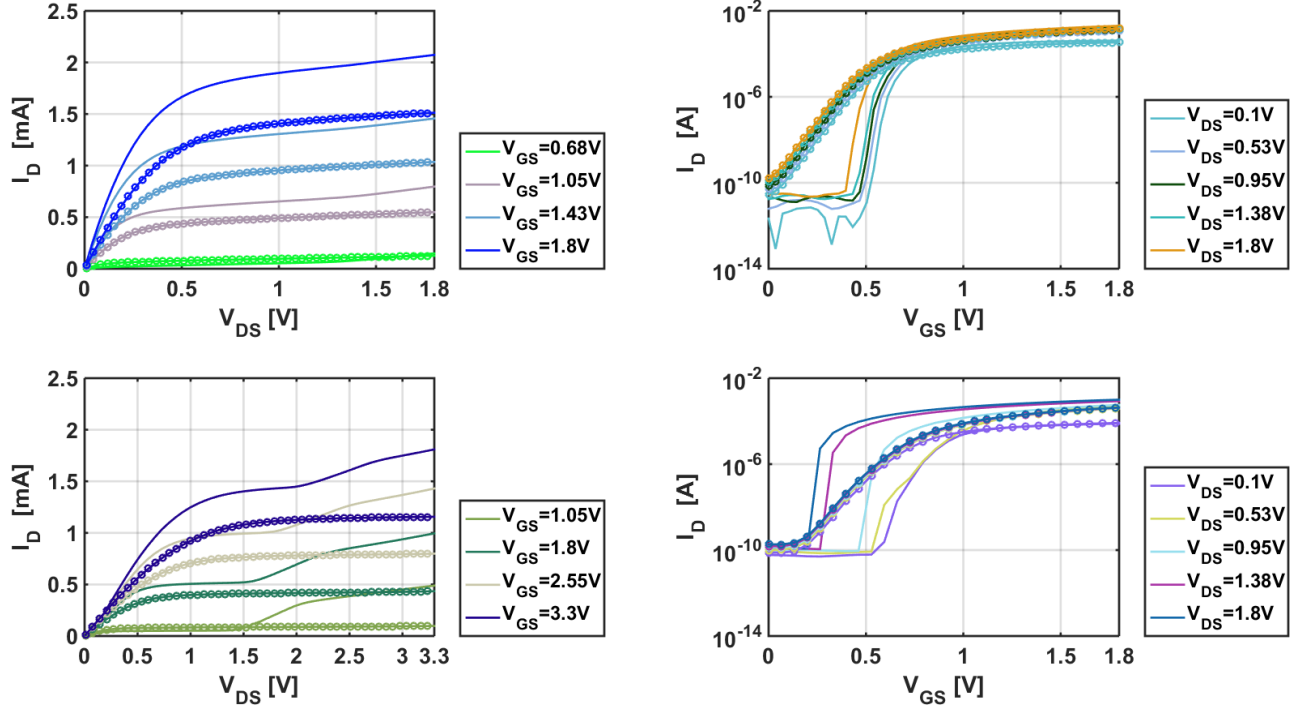 2.5
2
1.5
1
0.5
0
I_D [mA]
0 0.5 1 1.5 1.8
V_DS [V]
V_GS=0.68V
V_GS=1.05V
V_GS=1.43V
V_GS=1.8V
10^-2
10^-6
10^-10
10^-14
I_D [A]
0 0.5 1 1.5 1.8
V_GS [V]
V_DS=0.1V
V_DS=0.53V
V_DS=0.95V
V_DS=1.38V
V_DS=1.8V
2.5
2
1.5
1
0.5
0
I_D [mA]
0 0.5 1 1.5 2 2.5 3 3.3
V_DS [V]
V_GS=1.05V
V_GS=1.8V
V_GS=2.55V
V_GS=3.3V
10^-2
10^-6
10^-10
10^-14
I_D [A]
0 0.5 1 1.5 1.8
V_GS [V]
V_DS=0.1V
V_DS=0.53V
V_DS=0.95V
V_DS=1.38V
V_DS=1.8V